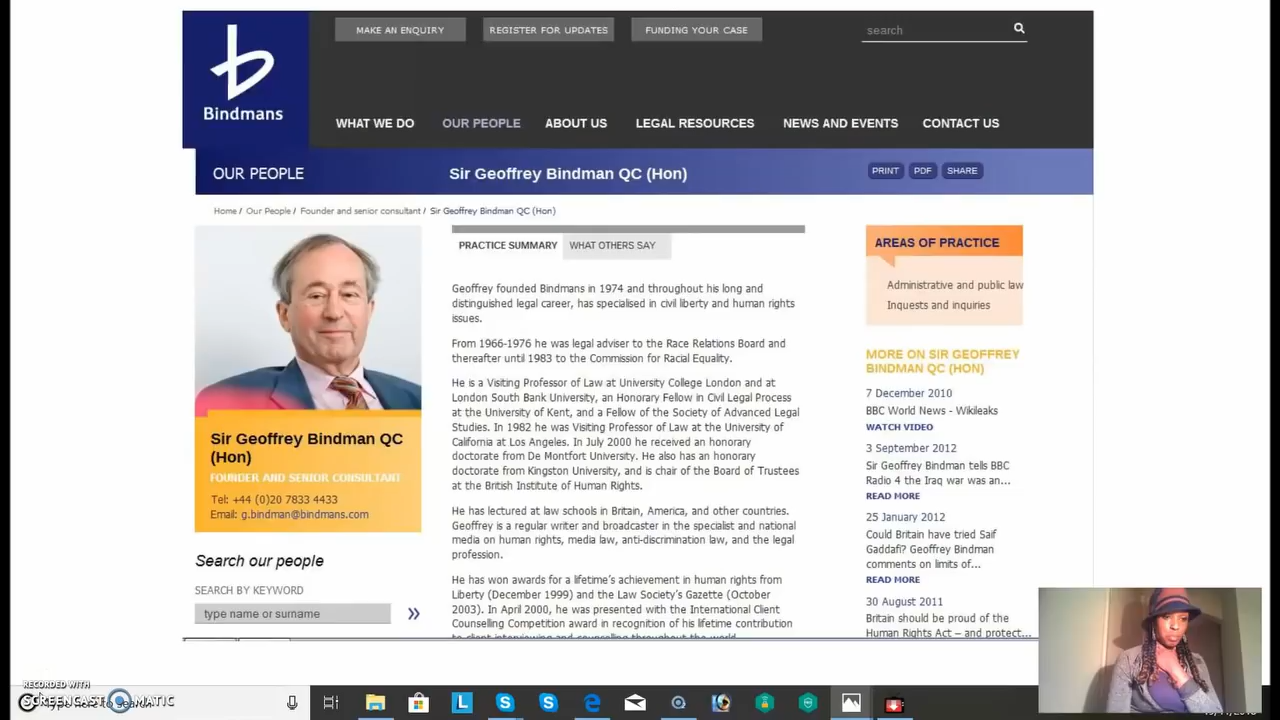 MAKE AN ENQUIRY
REGISTER FOR UPDATES
FUNDING YOUR CASE
search
Bindmans
WHAT WE DO
OUR PEOPLE
ABOUT US
LEGAL RESOURCES
NEWS AND EVENTS
CONTACT US
OUR PEOPLE
Sir Geoffrey Bindman QC (Hon)
PRINT
PDF
SHARE
Home / Our People / Founder and senior consultant / Sir Geoffrey Bindman QC (Hon)
Sir Geoffrey Bindman QC
(Hon)
FOUNDER AND SENIOR CONSULTANT
Tel: +44 (0)20 7833 4433
Email: g.bindman@bindmans.com
Search our people
SEARCH BY KEYWORD
type name or surname
PRACTICE SUMMARY
WHAT OTHERS SAY
Geoffrey founded Bindmans in 1974 and throughout his long and
distinguished legal career, has specialised in civil liberty and human rights
issues.
From 1966-1976 he was legal adviser to the Race Relations Board and
thereafter until 1983 to the Commission for Racial Equality.
He is a Visiting Professor of Law at University College London and at
London South Bank University, an Honorary Fellow in Civil Legal Process
at the University of Kent, and a Fellow of the Society of Advanced Legal
Studies. In 1982 he was Visiting Professor of Law at the University of
California at Los Angeles. In July 2000 he received an honorary
doctorate from De Montfort University. He also has an honorary
doctorate from Kingston University, and is chair of the Board of Trustees
at the British Institute of Human Rights.
He has lectured at law schools in Britain, America, and other countries.
Geoffrey is a regular writer and broadcaster in the specialist and national
media on human rights, media law, anti-discrimination law, and the legal
profession.
He has won awards for a lifetime's achievement in human rights from
Liberty (December 1999) and the Law Society's Gazette (October
2003). In April 2000, he was presented with the International Client
Counselling Competition award in recognition of his lifetime contribution
to client interviewing and counselling throughout the world.
AREAS OF PRACTICE
Administrative and public law
Inquests and inquiries
MORE ON SIR GEOFFREY
BINDMAN QC (HON)
7 December 2010
BBC World News - Wikileaks
WATCH VIDEO
3 September 2012
Sir Geoffrey Bindman tells BBC
Radio 4 the Iraq war was an...
READ MORE
25 January 2012
Could Britain have tried Saif
Gaddafi? Geoffrey Bindman
comments on limits of...
READ MORE
30 August 2011
Britain should be proud of the
Human Rights Act – and protect...
RECORDED WITH
SCREENCAST MATIC